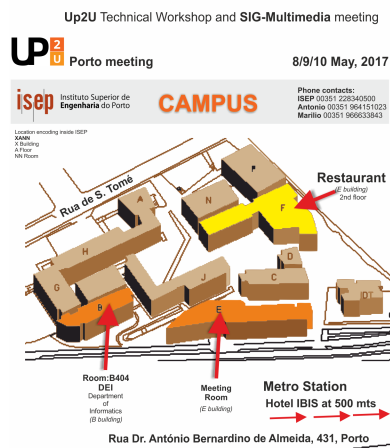 Up2U Technical Workshop and SIG-Multimedia meeting
UP2U Porto meeting
8/9/10 May, 2017
isep Instituto Superior de
Engenharia do Porto
CAMPUS
Phone contacts:
ISEP 00351 228340500
Antonio 00351 964151023
Marilio 00351 966633843
Location encoding inside ISEP
XANN
X Building
A Floor
NN Room
Rua de S. Tomé
Restaurant
(E building)
2nd floor
P
A
N
F
H
G
B
J
D
C
E
DT
Room:B404
DEI
Department
of
Informatics
(B building)
Meeting
Room
(E building)
Metro Station
Hotel IBIS at 500 mts
Rua Dr. António Bernardino de Almeida, 431, Porto